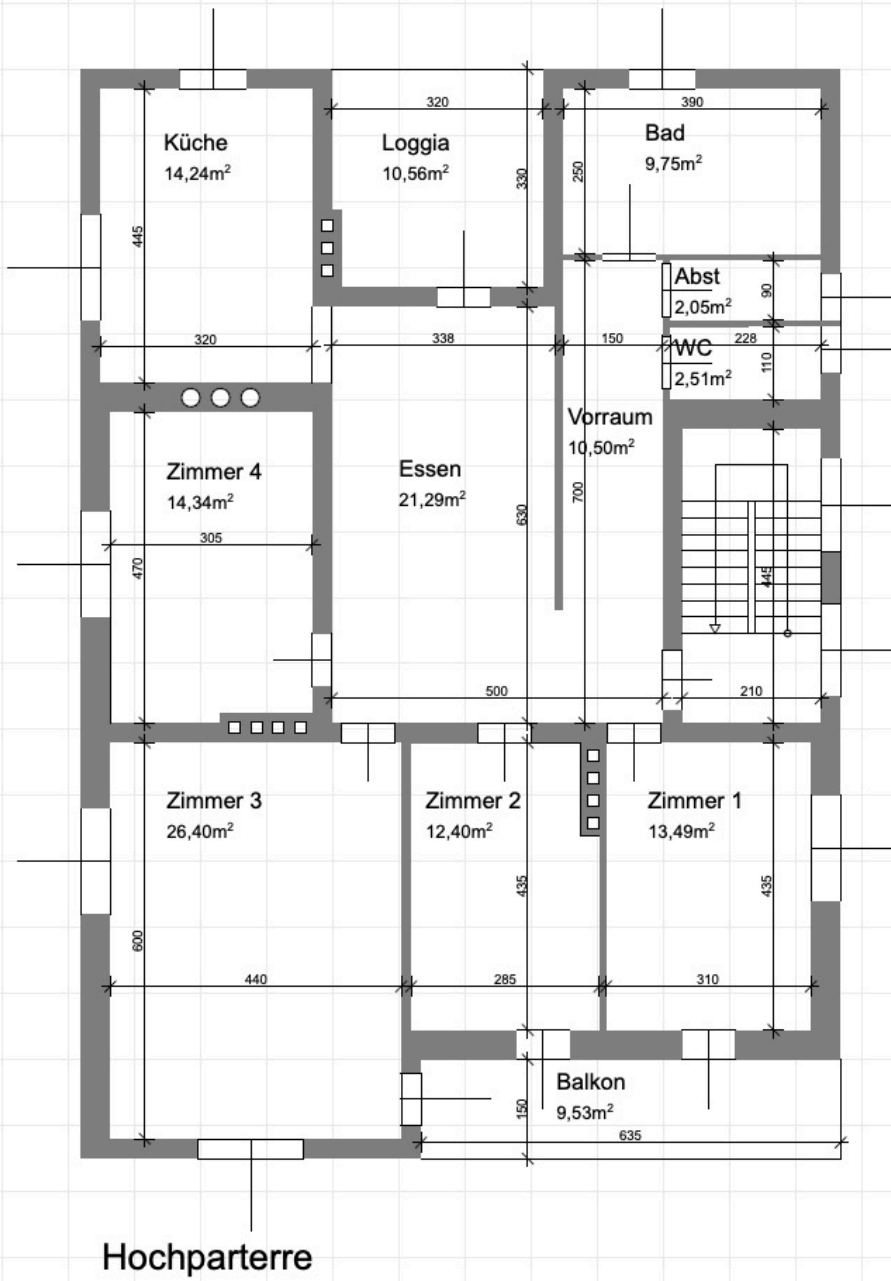 320
390
Küche
14,24m²
Loggia
10,56m²
Bad
9,75m²
330
250
445
Abst
2,05m²
90
320
338
150
228
WC
2,51m²
110
Vorraum
10,50m²
Zimmer 4
14,34m²
Essen
21,29m²
700
630
305
470
445
500
210
Zimmer 3
26,40m²
Zimmer 2
12,40m²
Zimmer 1
13,49m²
435
435
600
440
285
310
Balkon
9,53m²
150
635
Hochparterre